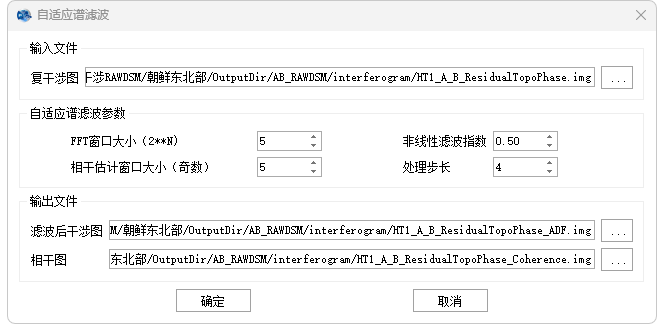 自适应谱滤波
输入文件
复干涉图 干涉RAWDSM/朝鲜东北部/OutputDir/AB_RAWDSM/interferogram/HT1_A_B_ResidualTopoPhase.img ...
自适应谱滤波参数
FFT窗口大小（2**N） 5 非线性滤波指数 0.50
相干估计窗口大小（奇数） 5 处理步长 4
输出文件
滤波后干涉图 M/朝鲜东北部/OutputDir/AB_RAWDSM/interferogram/HT1_A_B_ResidualTopoPhase_ADF.img ...
相干图 东北部/OutputDir/AB_RAWDSM/interferogram/HT1_A_B_ResidualTopoPhase_Coherence.img ...
确定 取消